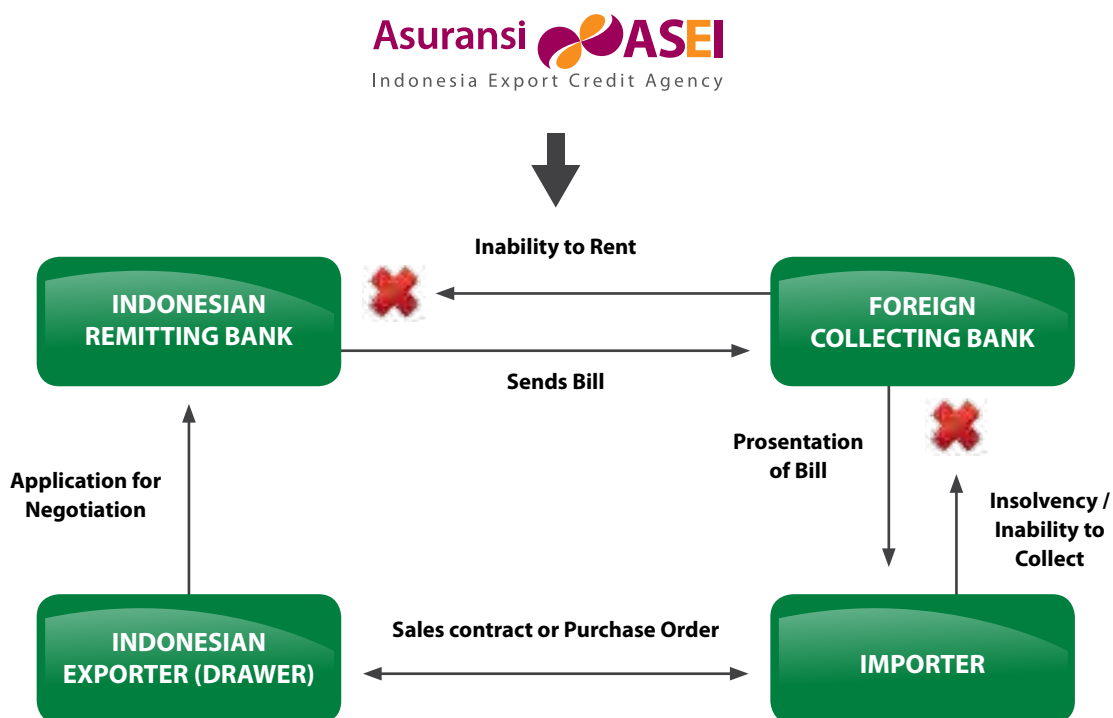 Asuransi ASEI
Indonesia Export Credit Agency
Inability to Rent
INDONESIAN
REMITTING BANK
FOREIGN
COLLECTING BANK
Sends Bill
Prosentation
of Bill
Application for
Negotiation
Insolvency /
Inability to
Collect
Sales contract or Purchase Order
INDONESIAN
EXPORTER (DRAWER)
IMPORTER